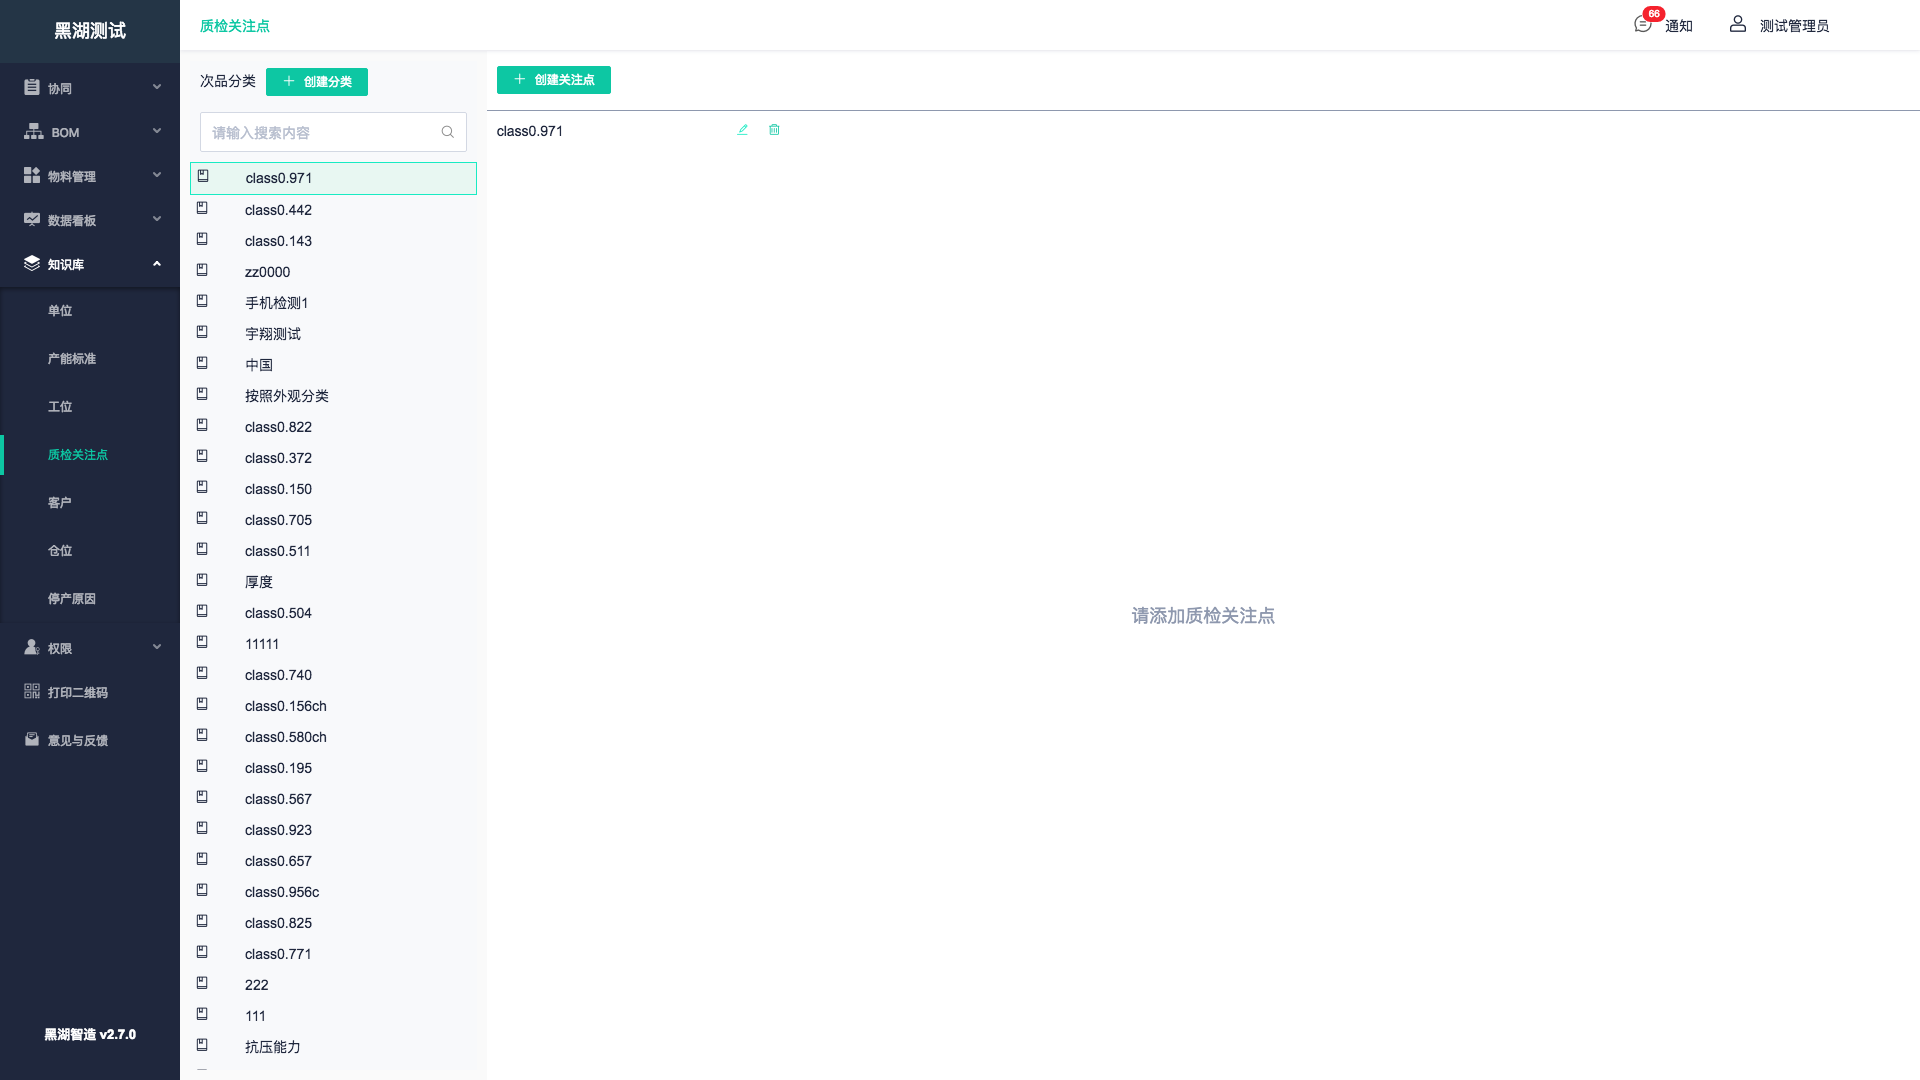 黑湖测试
协同
BOM
物料管理
数据看板
知识库
单位
产能标准
工位
质检关注点
客户
仓位
停产原因
权限
打印二维码
意见与反馈
黑湖智造 v2.7.0
质检关注点
66
通知
测试管理员
次品分类
创建分类
请输入搜索内容
class0.971
class0.442
class0.143
zz0000
手机检测1
宇翔测试
中国
按照外观分类
class0.822
class0.372
class0.150
class0.705
class0.511
厚度
class0.504
11111
class0.740
class0.156ch
class0.580ch
class0.195
class0.567
class0.923
class0.657
class0.956c
class0.825
class0.771
222
111
抗压能力
创建关注点
class0.971
请添加质检关注点